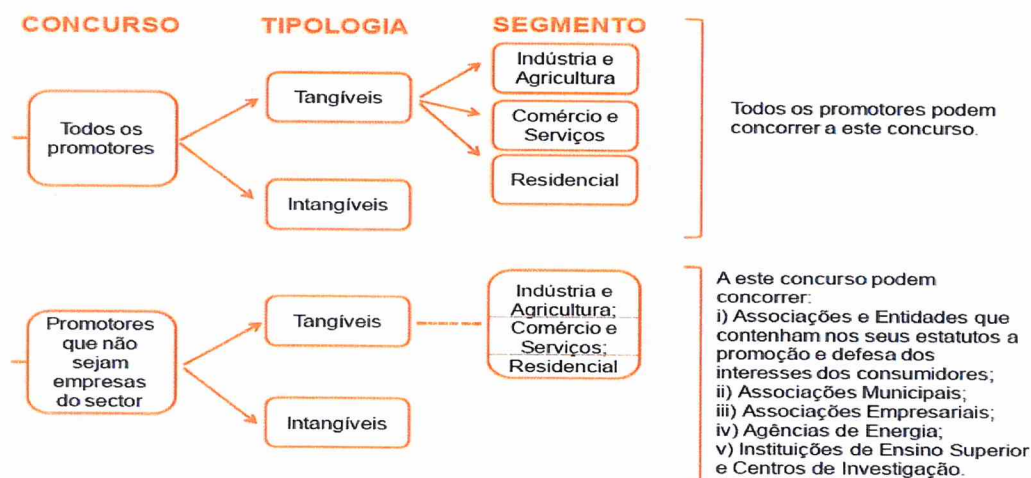 CONCURSO
TIPOLOGIA
SEGMENTO
Todos os
promotores
Tangíveis
Intangíveis
Indústria e
Agricultura
Comércio e
Serviços
Residencial
Todos os promotores podem
concorrer a este concurso.
Promotores
que não
sejam
empresas
do sector
Tangíveis
Intangíveis
Indústria e
Agricultura;
Comércio e
Serviços;
Residencial
A este concurso podem
concorrer:
i) Associações e Entidades que
contenham nos seus estatutos a
promoção e defesa dos
interesses dos consumidores;
ii) Associações Municipais;
iii) Associações Empresariais;
iv) Agências de Energia;
v) Instituições de Ensino Superior
e Centros de Investigação.